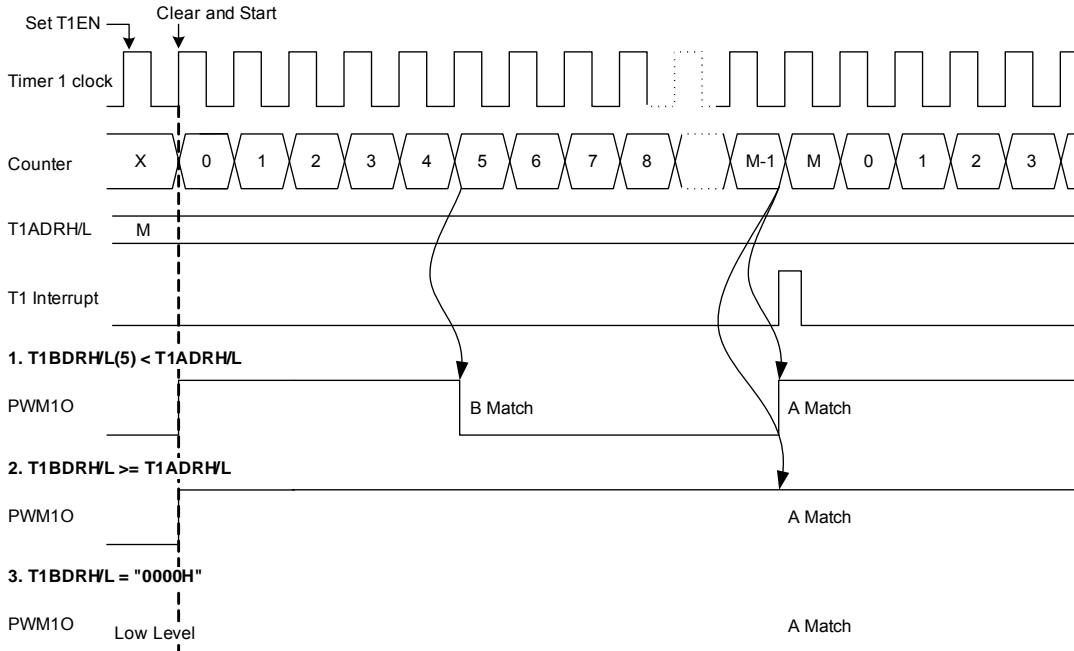 Set T1EN
Clear and Start
Timer 1 clock
Counter X 0 1 2 3 4 5 6 7 8 M-1 M 0 1 2 3
T1ADRH/L M
T1 Interrupt
1. T1BDRH/L(5) < T1ADRH/L
PWM1O B Match A Match
2. T1BDRH/L >= T1ADRH/L
PWM1O A Match
3. T1BDRH/L = "0000H"
PWM1O Low Level A Match